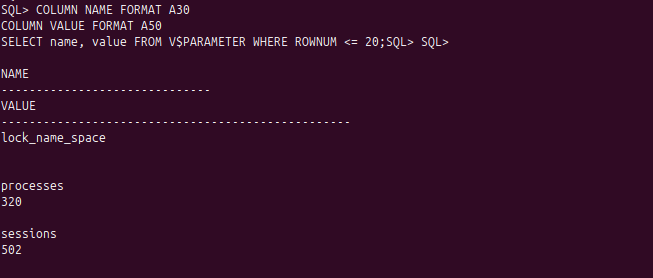 SQL> COLUMN NAME FORMAT A30
COLUMN VALUE FORMAT A50
SELECT name, value FROM V$PARAMETER WHERE ROWNUM <= 20;SQL> SQL>
NAME
------------------------------
VALUE
--------------------------------------------------
lock_name_space
processes
320
sessions
502